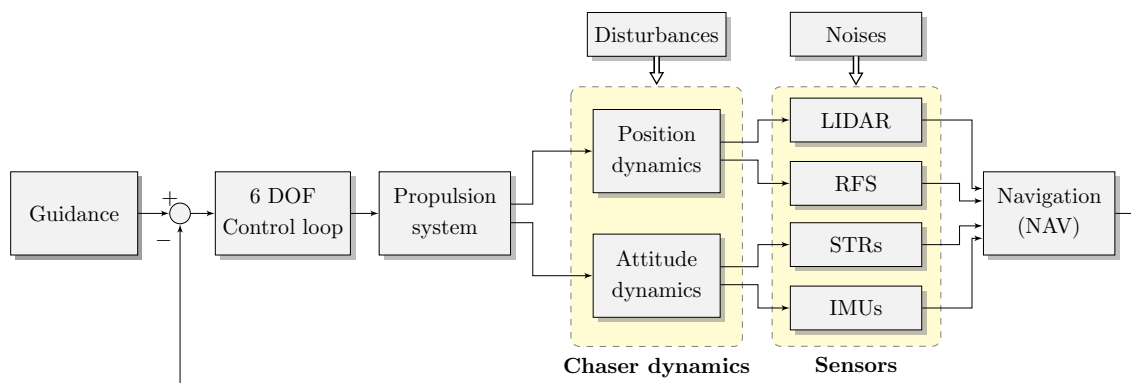 Disturbances
Noises
Guidance
+
−
6 DOF
Control loop
Propulsion
system
Position
dynamics
Attitude
dynamics
LIDAR
RFS
STRs
IMUs
Navigation
(NAV)
Chaser dynamics
Sensors